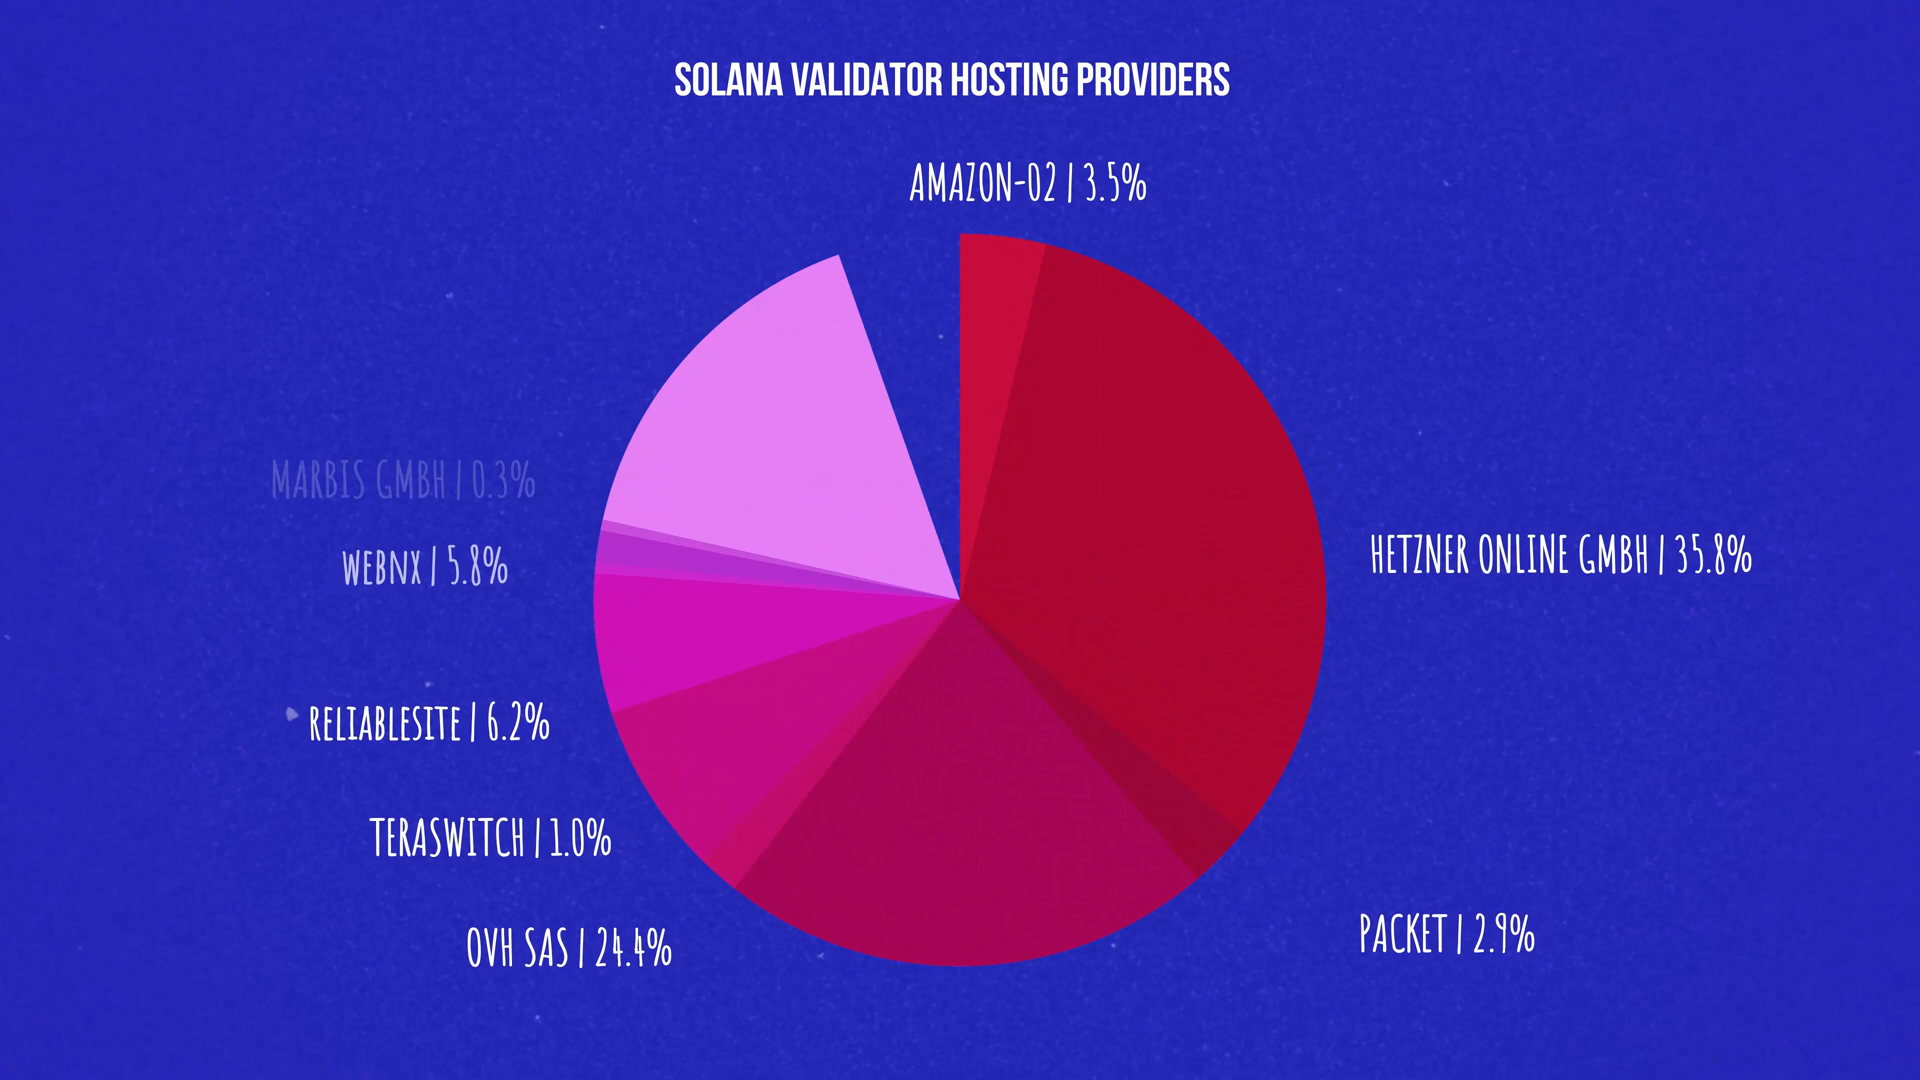 SOLANA VALIDATOR HOSTING PROVIDERS
AMAZON-02 | 3.5%
HETZNER ONLINE GMBH | 35.8%
PACKET | 2.9%
OVH SAS | 24.4%
TERASWITCH | 1.0%
RELIABLESITE | 6.2%
WEBNX | 5.8%
MARBIS GMBH | 0.3%